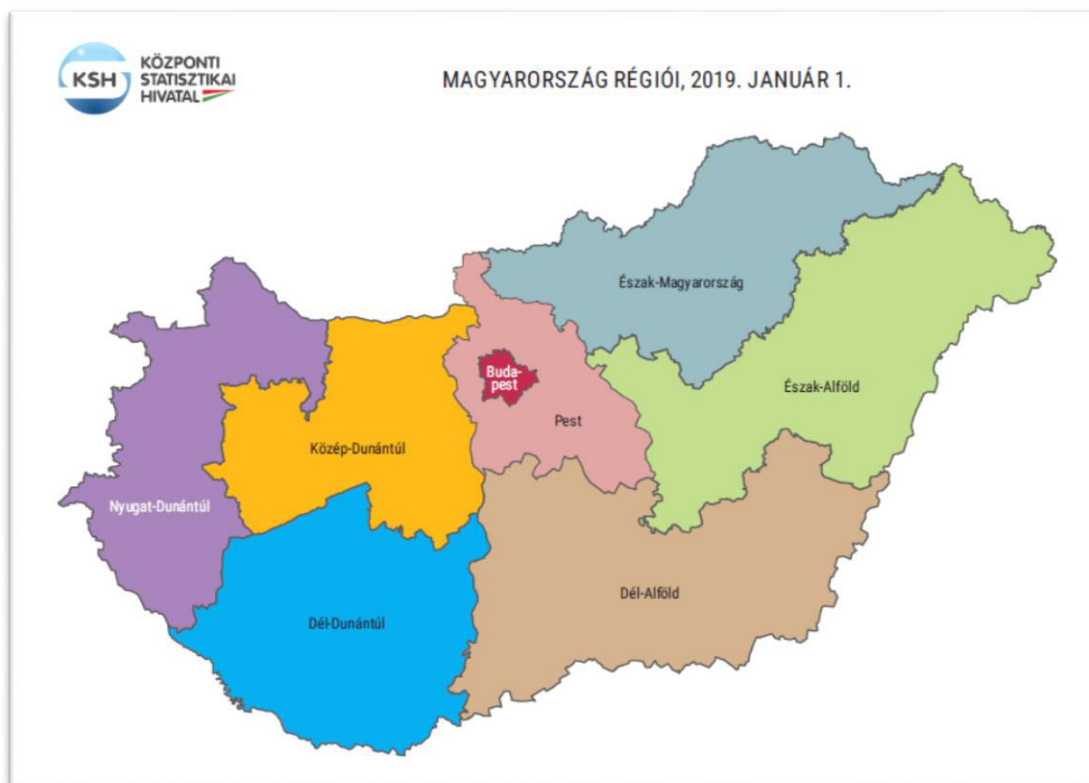 KSH
KÖZPONTI
STATISZTIKAI
HIVATAL
MAGYARORSZÁG RÉGIÓI, 2019. JANUÁR 1.
Észak-Magyarország
Buda-
pest
Észak-Alföld
Pest
Közép-Dunántúl
Nyugat-Dunántúl
Dél-Alföld
Dél-Dunántúl